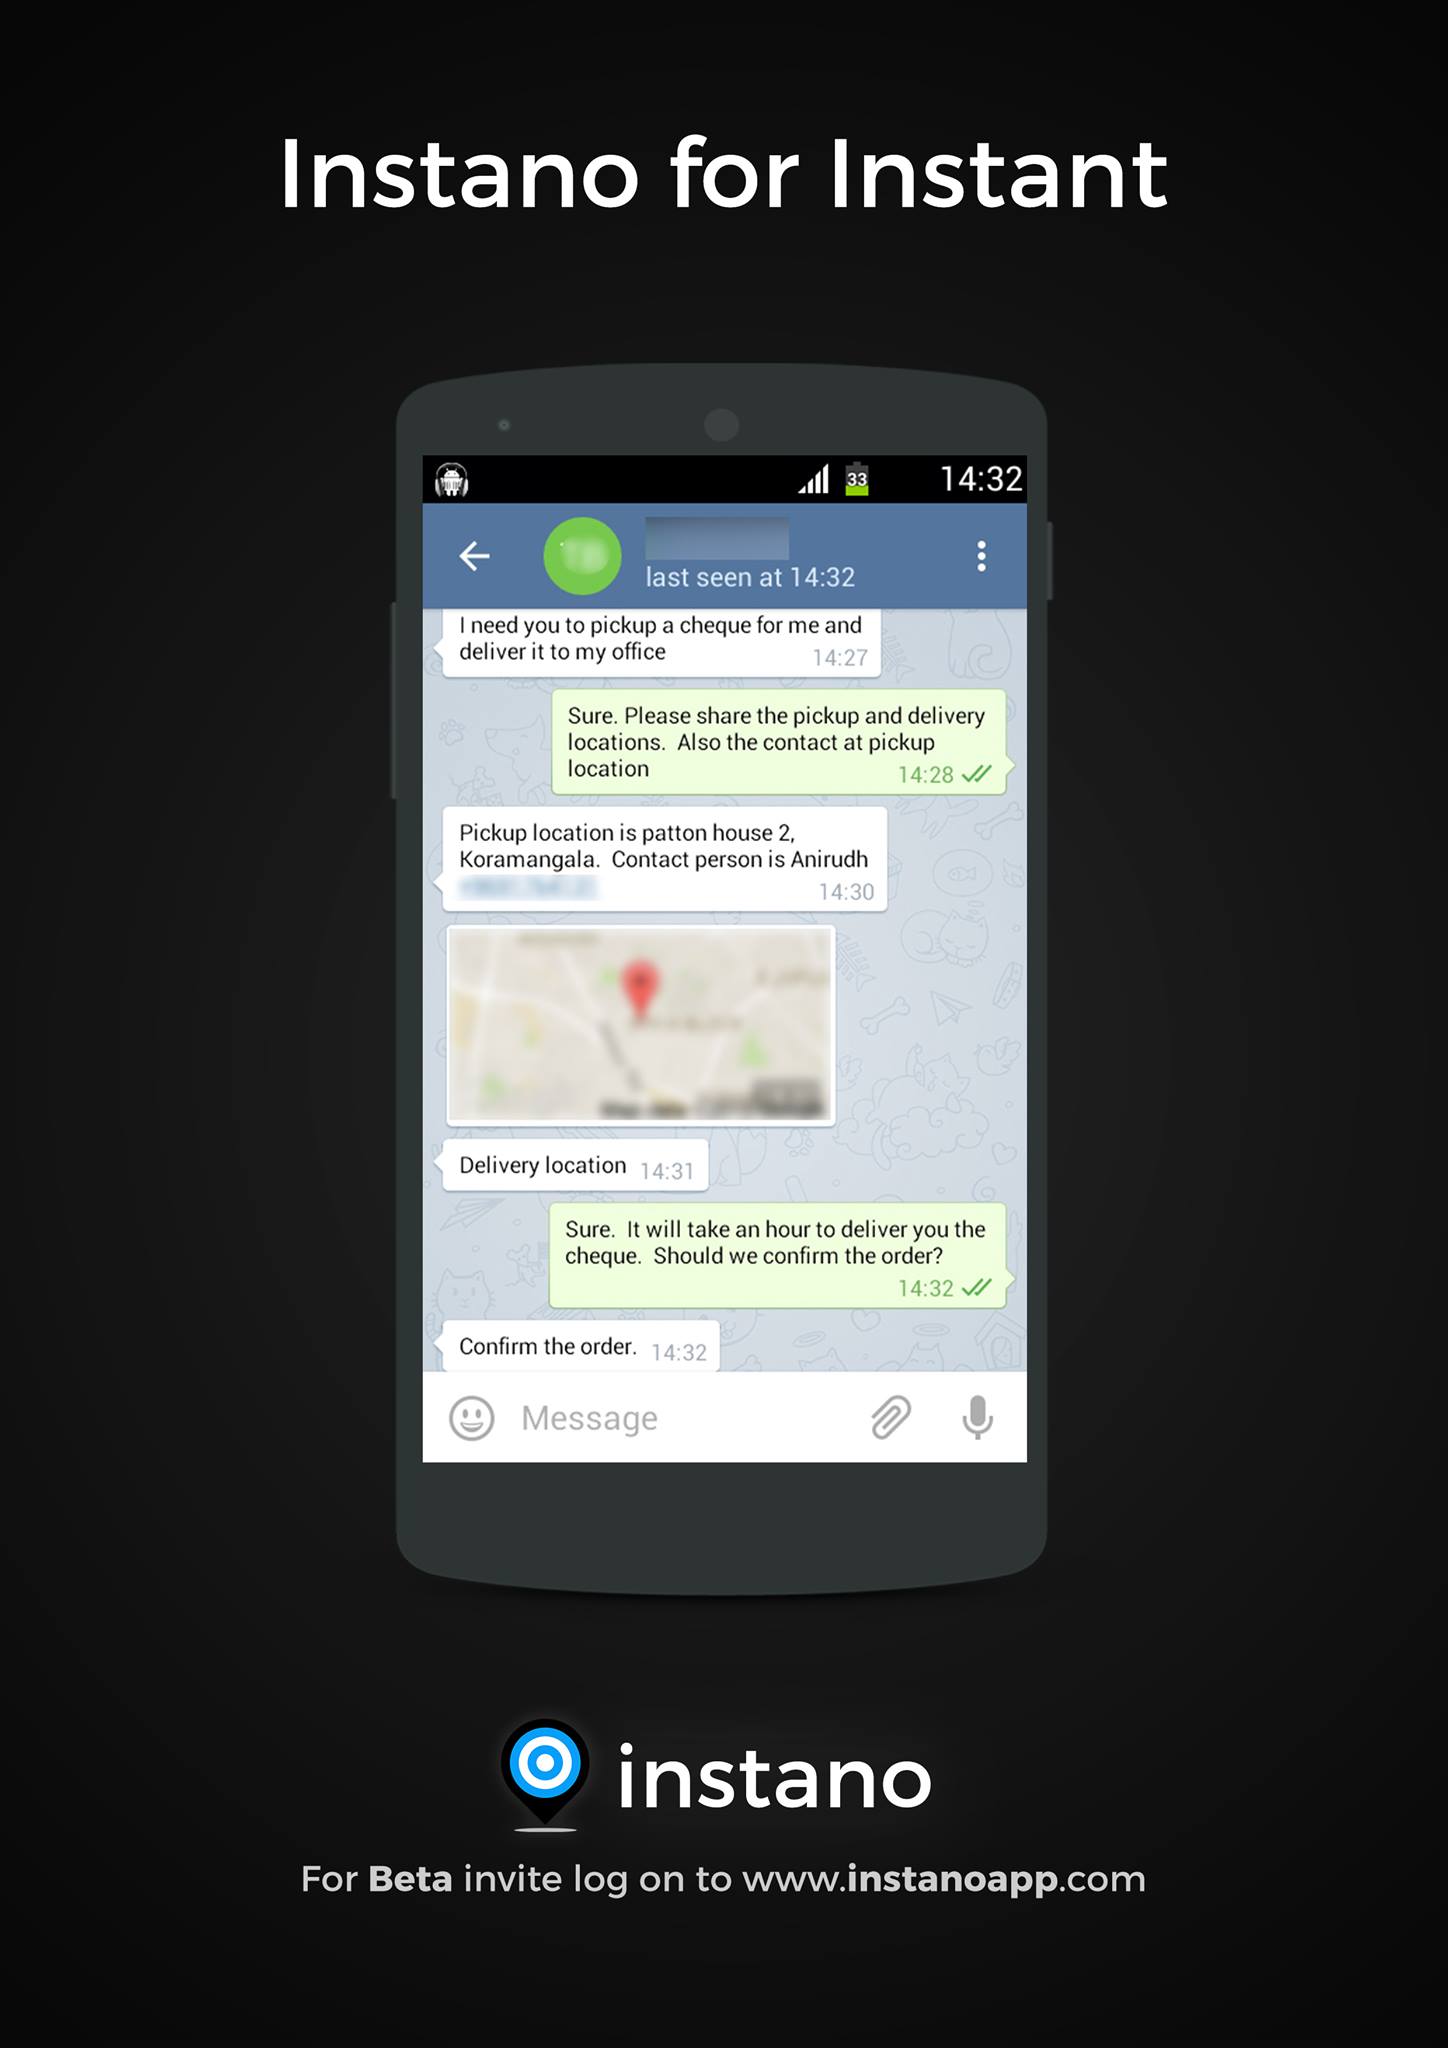 Instano for Instant
33
14:32
last seen at 14:32
I need you to pickup a cheque for me and
deliver it to my office
14:27
Sure. Please share the pickup and delivery
locations.  Also the contact at pickup
location
14:28
Pickup location is patton house 2,
Koramangala.  Contact person is Anirudh
14:30
Delivery location
14:31
Sure.  It will take an hour to deliver you the
cheque.  Should we confirm the order?
14:32
Confirm the order.
14:32
Message
instano
For Beta invite log on to www.instanoapp.com